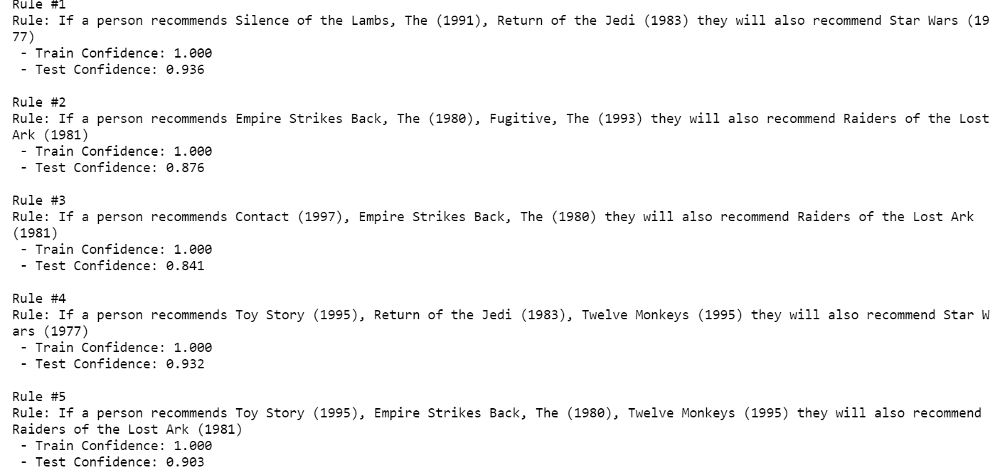 Rule #1
Rule: If a person recommends Silence of the Lambs, The (1991), Return of the Jedi (1983) they will also recommend Star Wars (19
77)
 - Train Confidence: 1.000
 - Test Confidence: 0.936

Rule #2
Rule: If a person recommends Empire Strikes Back, The (1980), Fugitive, The (1993) they will also recommend Raiders of the Lost
Ark (1981)
 - Train Confidence: 1.000
 - Test Confidence: 0.876

Rule #3
Rule: If a person recommends Contact (1997), Empire Strikes Back, The (1980) they will also recommend Raiders of the Lost Ark
(1981)
 - Train Confidence: 1.000
 - Test Confidence: 0.841

Rule #4
Rule: If a person recommends Toy Story (1995), Return of the Jedi (1983), Twelve Monkeys (1995) they will also recommend Star W
ars (1977)
 - Train Confidence: 1.000
 - Test Confidence: 0.932

Rule #5
Rule: If a person recommends Toy Story (1995), Empire Strikes Back, The (1980), Twelve Monkeys (1995) they will also recommend
Raiders of the Lost Ark (1981)
 - Train Confidence: 1.000
 - Test Confidence: 0.903